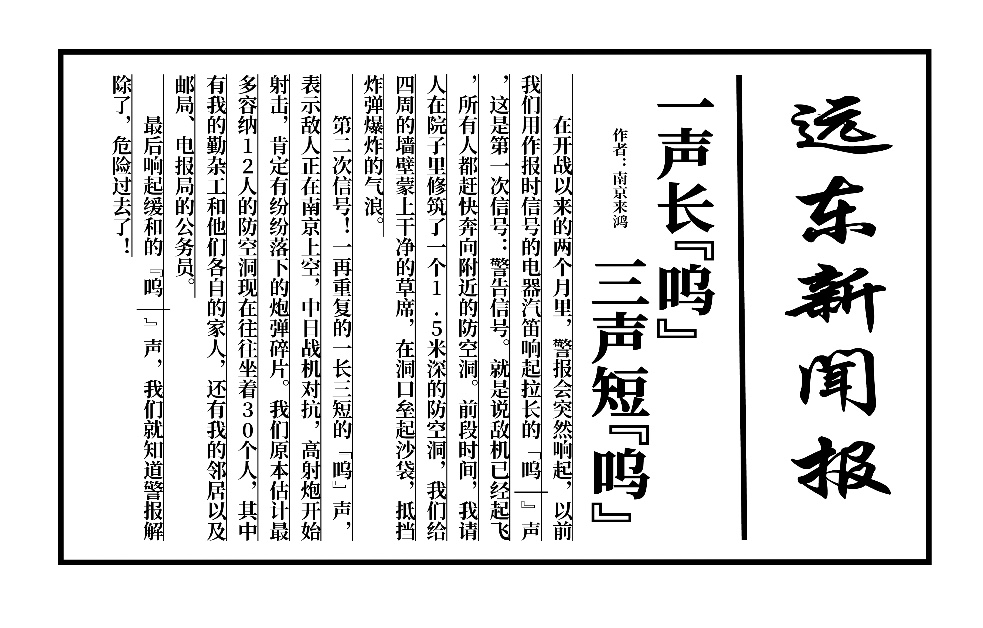 远东新闻报
一声长『呜』
三声短『呜』
作者：南京来鸿
在开战以来的两个月里，警报会突然响起，以前
我们用作报时信号的电器汽笛响起拉长的「呜—』声
，这是第一次信号：警告信号。就是说敌机已经起飞
，所有人都赶快奔向附近的防空洞。前段时间，我请
人在院子里修筑了一个1.5米深的防空洞，我们给
四周的墙壁蒙上干净的草席，在洞口垒起沙袋，抵挡
炸弹爆炸的气浪。
第二次信号！一再重复的一长三短的「呜」声，
表示敌人正在南京上空，中日战机对抗，高射炮开始
射击，肯定有纷纷落下的炮弹碎片。我们原本估计最
多容纳12人的防空洞现在往往坐着30个人，其中
有我的勤杂工和他们各自的家人，还有我的邻居以及
邮局、电报局的公务员。
最后响起缓和的『呜—』声，我们就知道警报解
除了，危险过去了！